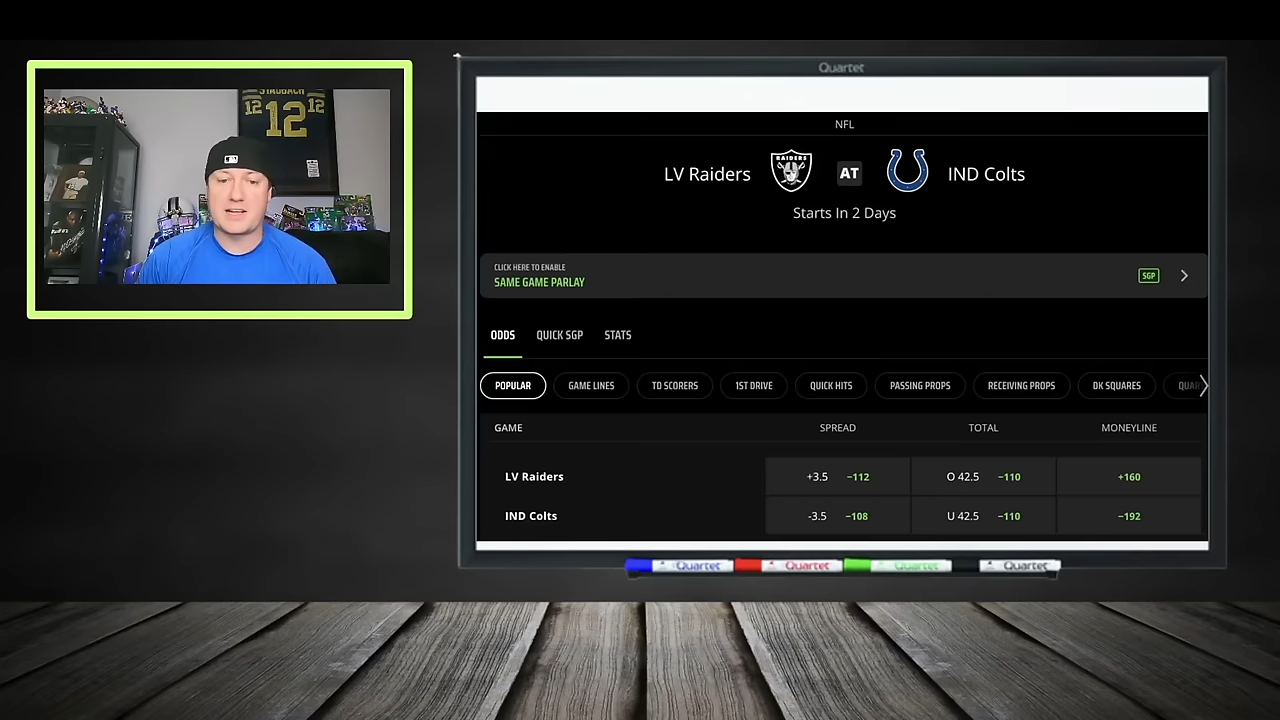 Quartet
STAUBACH
12 12 12
NFL
RAIDERS
LV Raiders AT IND Colts
Starts In 2 Days
CLICK HERE TO ENABLE
SAME GAME PARLAY SGP
ODDS QUICK SGP STATS
POPULAR GAME LINES TD SCORERS 1ST DRIVE QUICK HITS PASSING PROPS RECEIVING PROPS DK SQUARES QUAR
GAME SPREAD TOTAL MONEYLINE
LV Raiders +3.5 −112 O 42.5 −110 +160
IND Colts -3.5 −108 U 42.5 −110 −192
Quartet Quartet Quartet Quartet